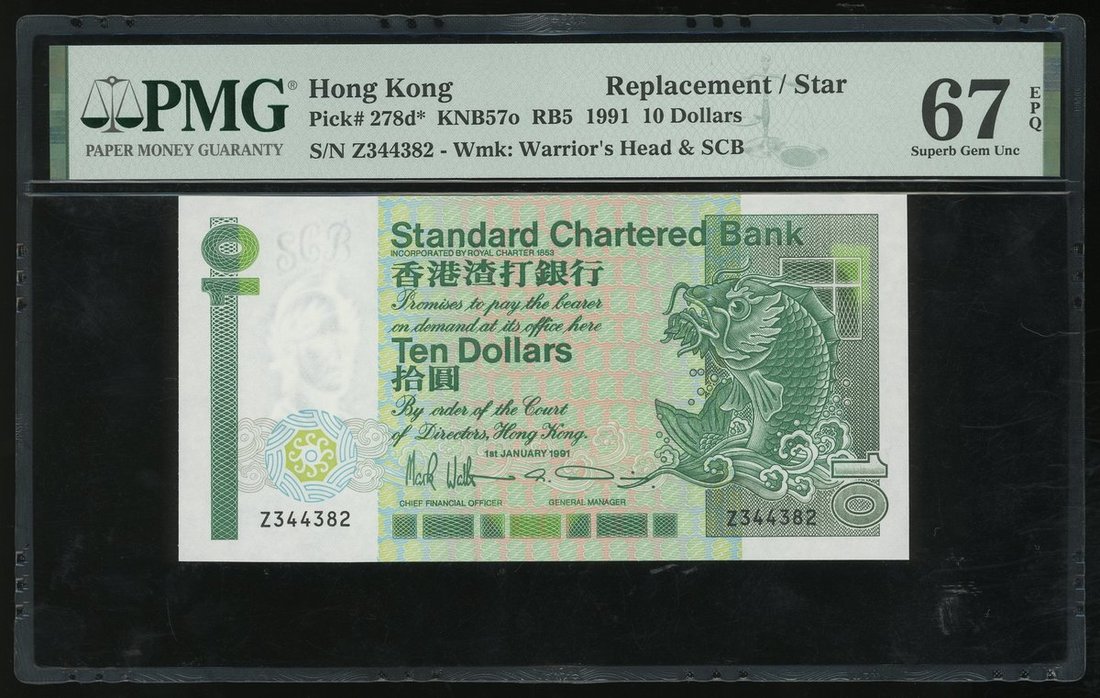 PMG®
PAPER MONEY GUARANTY
Hong Kong Replacement / Star
Pick# 278d* KNB57o RB5 1991 10 Dollars
S/N Z344382 - Wmk: Warrior's Head & SCB
67
EPQ
Superb Gem Unc
10
SCB
Standard Chartered Bank
INCORPORATED BY ROYAL CHARTER 1853
香港渣打銀行
Promises to pay the bearer
on demand at its office here
Ten Dollars
拾圓
By order of the Court
of Directors, Hong Kong.
1st JANUARY 1991
CHIEF FINANCIAL OFFICER GENERAL MANAGER
Z344382
Z344382
10